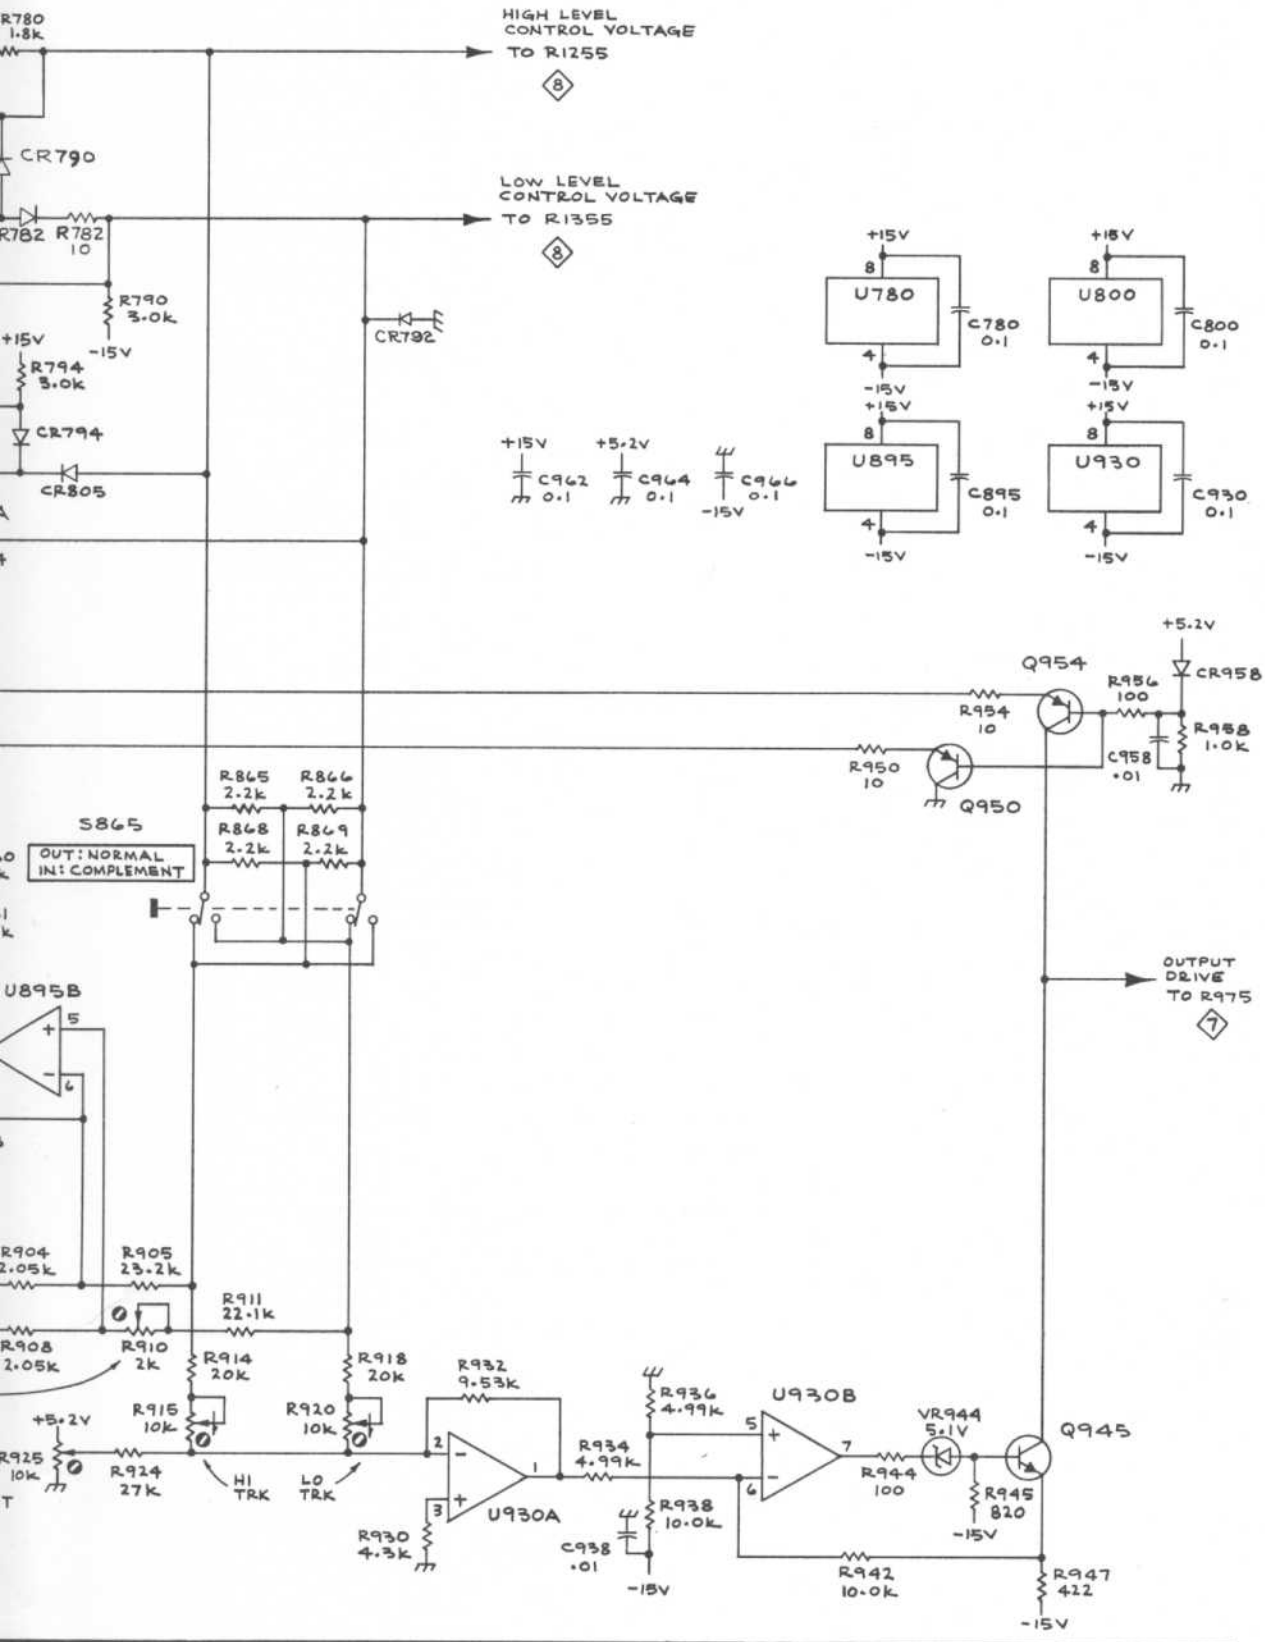 R780
1.8K
HIGH LEVEL
CONTROL VOLTAGE
TO R1255
8
CR790
LOW LEVEL
CONTROL VOLTAGE
TO R1355
8
R782
R782
10
R790
3.0K
-15V
CR792
+15V
R794
3.0K
CR794
CR805
+15V
8
U780
4
-15V
C780
0.1
+15V
8
U800
4
-15V
C800
0.1
+15V
8
U895
4
-15V
C895
0.1
+15V
8
U930
4
-15V
C930
0.1
+15V
C962
0.1
+5.2V
C964
0.1
C966
0.1
-15V
+5.2V
CR958
Q954
R956
100
R954
10
C958
.01
R958
1.0K
R950
10
Q950
R865
2.2K
R866
2.2K
R868
2.2K
R869
2.2K
S865
OUT: NORMAL
IN: COMPLEMENT
OUTPUT
DRIVE
TO R975
7
U895B
5
+
-
6
R904
2.05K
R905
23.2K
R911
22.1K
R908
2.05K
R910
2K
R914
20K
R918
20K
R915
10K
R920
10K
+5.2V
R925
10K
R924
27K
HI
TRK
LO
TRK
R932
9.53K
2
-
+
3
1
U930A
R930
4.3K
R934
4.99K
R936
4.99K
R938
10.0K
C938
.01
-15V
U930B
5
+
-
6
7
R944
100
VR944
5.1V
Q945
R945
820
-15V
R942
10.0K
R947
422
-15V